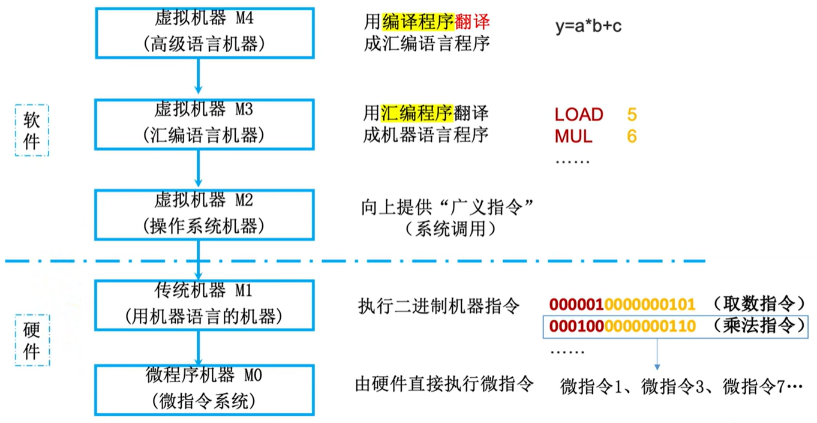 虚拟机器 M4
(高级语言机器)
用编译程序翻译
成汇编语言程序
y=a*b+c
软件
虚拟机器 M3
(汇编语言机器)
用汇编程序翻译
成机器语言程序
LOAD 5
MUL 6
……
虚拟机器 M2
(操作系统机器)
向上提供“广义指令”
（系统调用）
硬件
传统机器 M1
(用机器语言的机器)
执行二进制机器指令
0000010000000101 （取数指令）
0001000000000110 （乘法指令）
……
微程序机器 M0
(微指令系统)
由硬件直接执行微指令
微指令1、微指令3、微指令7…